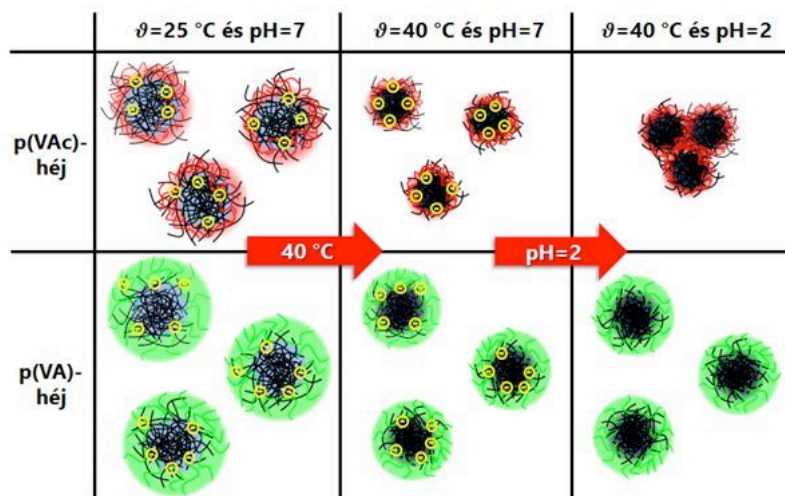 ϑ=25 °C és pH=7
ϑ=40 °C és pH=7
ϑ=40 °C és pH=2
p(VAc)-
héj
40 °C
pH=2
p(VA)-
héj